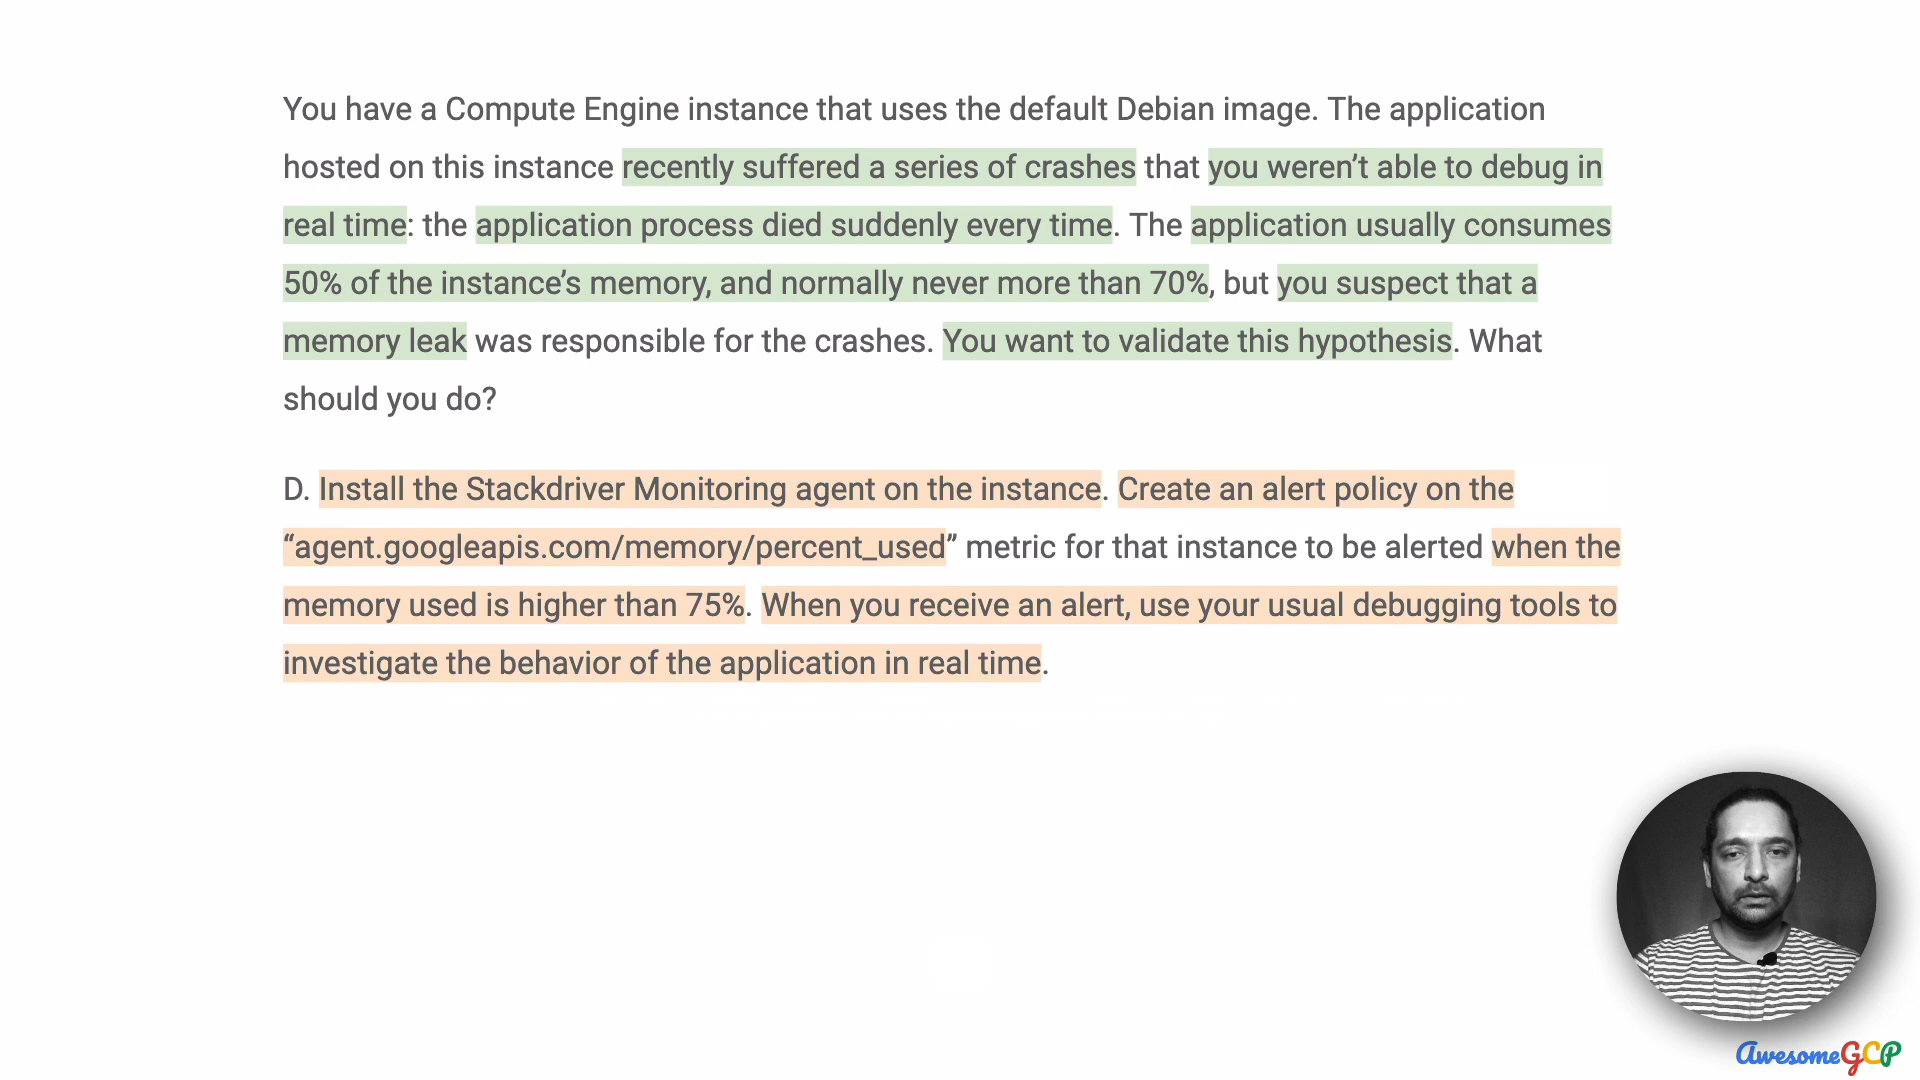 You have a Compute Engine instance that uses the default Debian image. The application
hosted on this instance recently suffered a series of crashes that you weren’t able to debug in
real time: the application process died suddenly every time. The application usually consumes
50% of the instance’s memory, and normally never more than 70%, but you suspect that a
memory leak was responsible for the crashes. You want to validate this hypothesis. What
should you do?
D. Install the Stackdriver Monitoring agent on the instance. Create an alert policy on the
“agent.googleapis.com/memory/percent_used” metric for that instance to be alerted when the
memory used is higher than 75%. When you receive an alert, use your usual debugging tools to
investigate the behavior of the application in real time.
AwesomeGCP